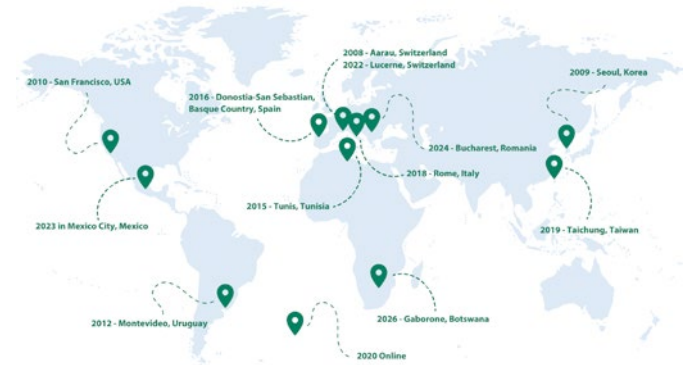 2008 - Aarau, Switzerland
2022 - Lucerne, Switzerland
2009 - Seoul, Korea
2010 - San Francisco, USA
2016 - Donostia-San Sebastian,
Basque Country, Spain
2024 - Bucharest, Romania
2018 - Rome, Italy
2015 - Tunis, Tunisia
2023 in Mexico City, Mexico
2019 - Taichung, Taiwan
2012 - Montevideo, Uruguay
2026 - Gaborone, Botswana
2020 Online